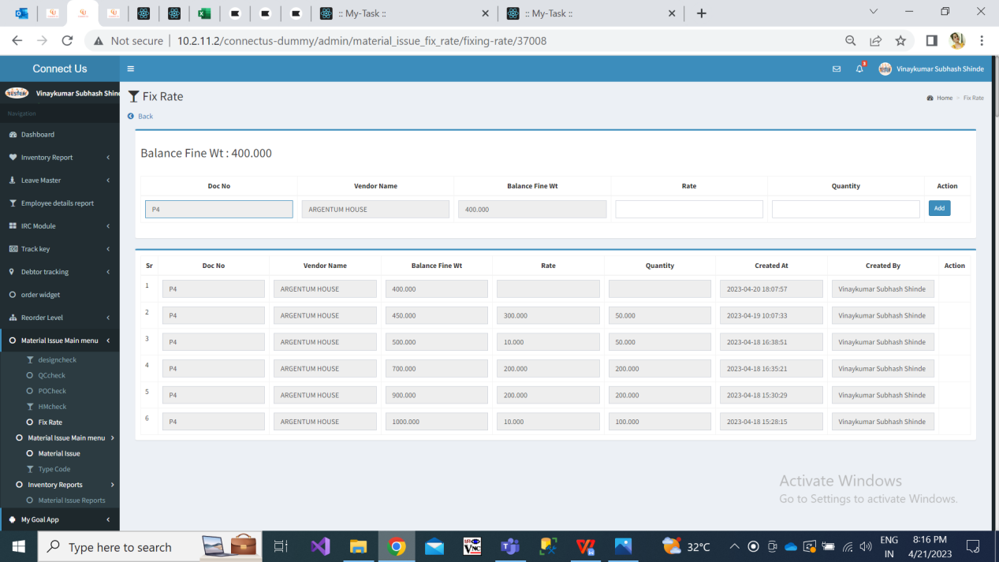 :: My-Task ::
:: My-Task ::
Not secure
10.2.11.2/connectus-dummy/admin/material_issue_fix_rate/fixing-rate/37008
Connect Us
3
Vinaykumar Subhash Shinde
TESTER Vinaykumar Subhash Shin
Fix Rate
Home > Fix Rate
Navigation
Back
Dashboard
Inventory Report
Leave Master
Employee details report
IRC Module
Track key
Debtor tracking
order widget
Reorder Level
Material Issue Main menu
designcheck
QCcheck
POCheck
HMcheck
Fix Rate
Material Issue Main menu
Material Issue
Type Code
Inventory Reports
Material Issue Reports
My Goal App
Balance Fine Wt : 400.000
Doc No Vendor Name Balance Fine Wt Rate Quantity Action
P4 ARGENTUM HOUSE 400.000 Add
Sr Doc No Vendor Name Balance Fine Wt Rate Quantity Created At Created By Action
1 P4 ARGENTUM HOUSE 400.000 2023-04-20 18:07:57 Vinaykumar Subhash Shinde
2 P4 ARGENTUM HOUSE 450.000 300.000 50.000 2023-04-19 10:07:33 Vinaykumar Subhash Shinde
3 P4 ARGENTUM HOUSE 500.000 10.000 50.000 2023-04-18 16:38:51 Vinaykumar Subhash Shinde
4 P4 ARGENTUM HOUSE 700.000 200.000 200.000 2023-04-18 16:35:21 Vinaykumar Subhash Shinde
5 P4 ARGENTUM HOUSE 900.000 200.000 200.000 2023-04-18 15:30:29 Vinaykumar Subhash Shinde
6 P4 ARGENTUM HOUSE 1000.000 10.000 100.000 2023-04-18 15:28:15 Vinaykumar Subhash Shinde
Activate Windows
Go to Settings to activate Windows.
Type here to search
32°C
ENG
IN
8:16 PM
4/21/2023